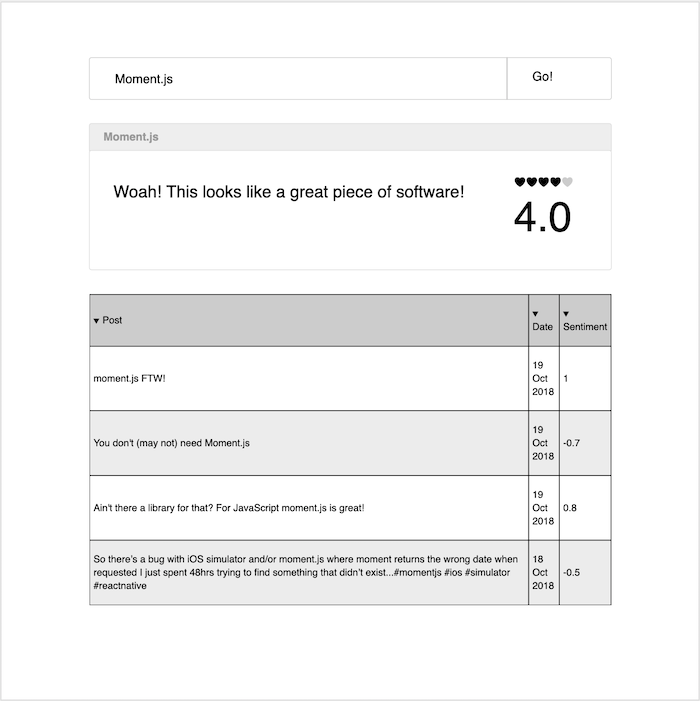 Moment.js
Go!
Moment.js
Woah! This looks like a great piece of software!
4.0
▼ Post
▼
Date
▼
Sentiment
moment.js FTW!
19
Oct
2018
1
You don't (may not) need Moment.js
19
Oct
2018
-0.7
Ain't there a library for that? For JavaScript moment.js is great!
19
Oct
2018
0.8
So there's a bug with iOS simulator and/or moment.js where moment returns the wrong date when
requested I just spent 48hrs trying to find something that didn't exist...#momentjs #ios #simulator
#reactnative
18
Oct
2018
-0.5